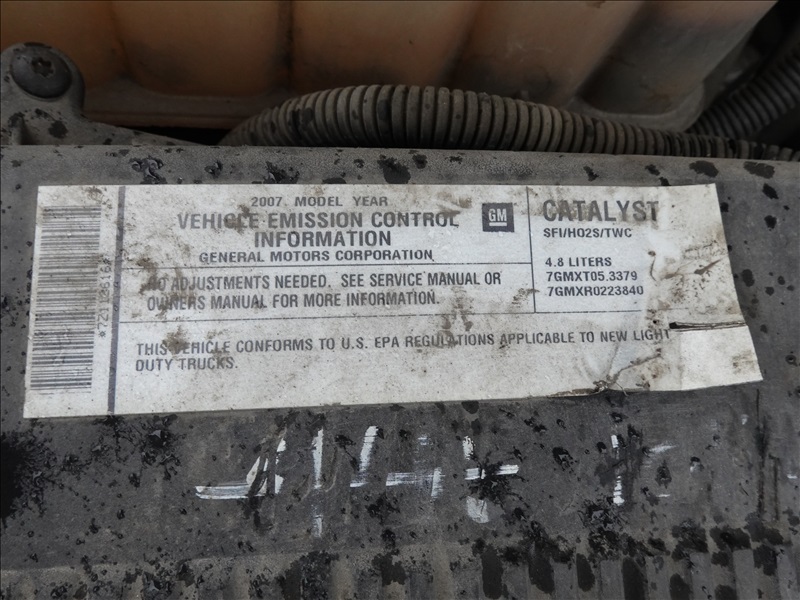 2007 MODEL YEAR
VEHICLE EMISSION CONTROL
INFORMATION
GENERAL MOTORS CORPORATION
GM
CATALYST
SFI/HO2S/TWC
4.8 LITERS
7GMXT05.3379
7GMXR0223840
NO ADJUSTMENTS NEEDED. SEE SERVICE MANUAL OR
OWNERS MANUAL FOR MORE INFORMATION.
THIS VEHICLE CONFORMS TO U.S. EPA REGULATIONS APPLICABLE TO NEW LIGHT
DUTY TRUCKS.